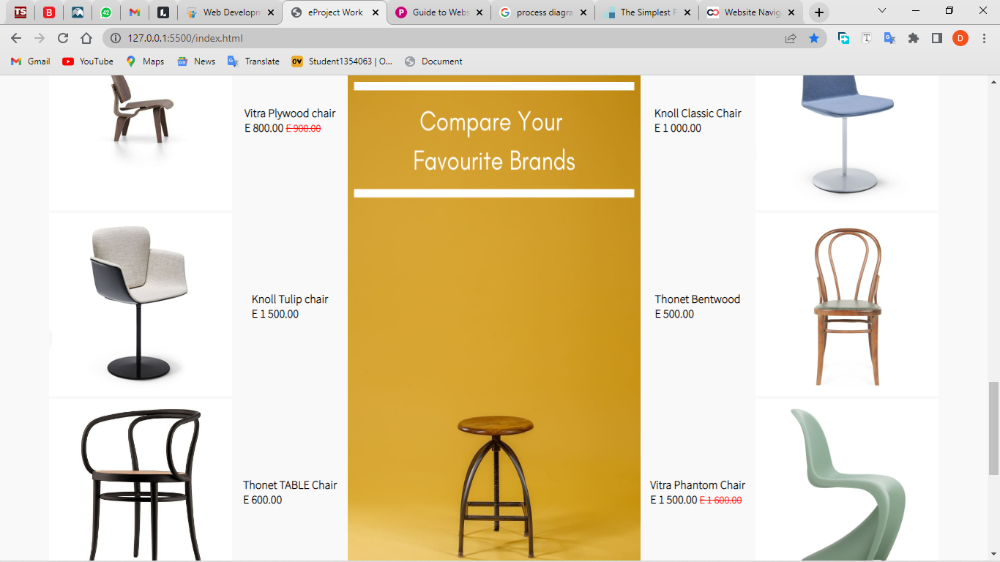 TS
B
42
L
Web Developm
eProject Work
P
Guide to Webs
G
process diagra
The Simplest F
Website Navig
127.0.0.1:5500/index.html
T
D
Gmail
YouTube
Maps
News
Translate
OV
Student1354063 | O...
Document
Vitra Plywood chair
E 800.00 E 900.00
Compare Your
Favourite Brands
Knoll Classic Chair
E 1 000.00
Knoll Tulip chair
E 1 500.00
Thonet Bentwood
E 500.00
Thonet TABLE Chair
E 600.00
Vitra Phantom Chair
E 1 500.00 E 1 600.00